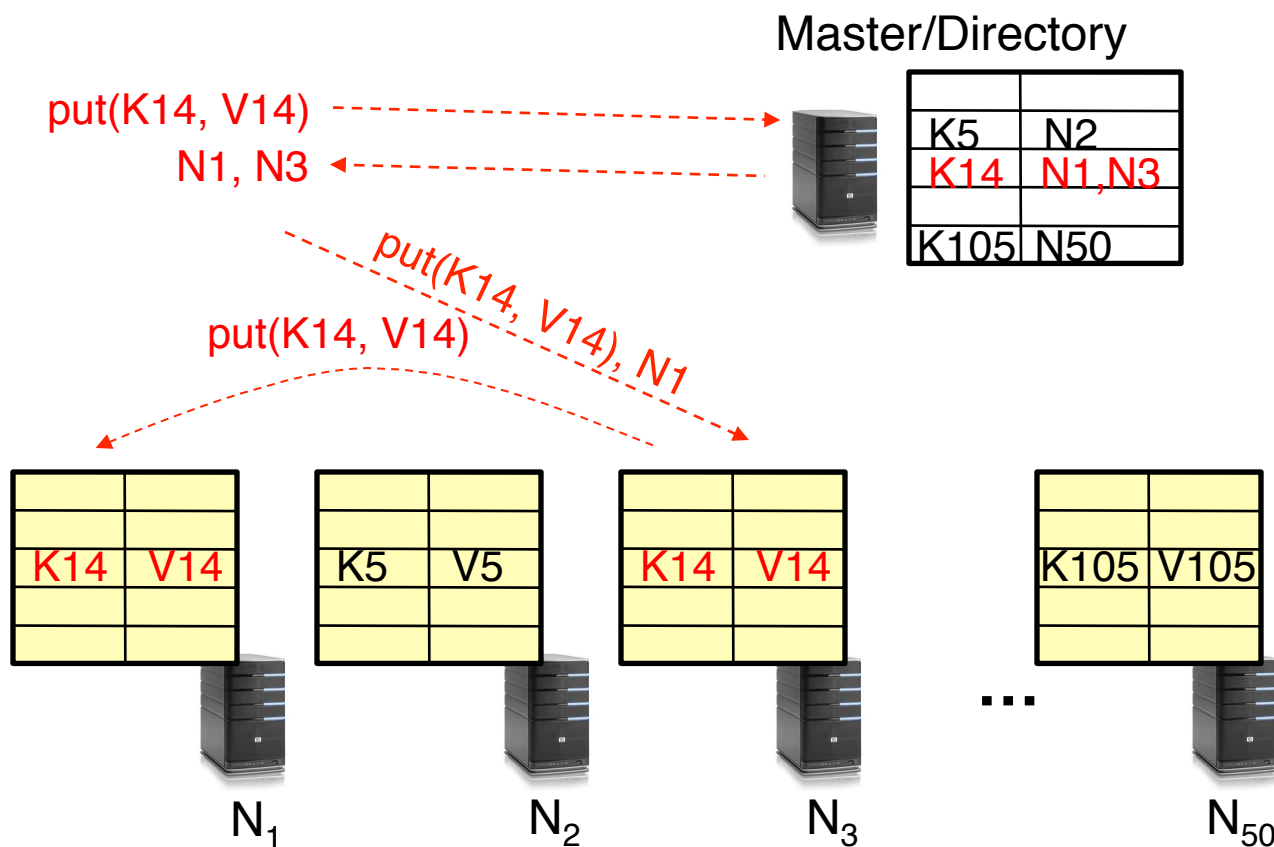 Master/Directory
put(K14, V14)
N1, N3
K5 N2
K14 N1,N3
K105 N50
put(K14, V14), N1
put(K14, V14)
K14 V14
K5 V5
K14 V14
K105 V105
...
N1
N2
N3
N50